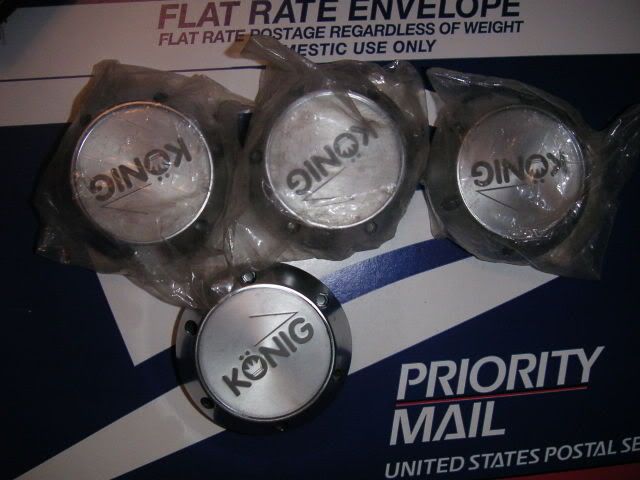 FLAT RATE ENVELOPE
FLAT RATE POSTAGE REGARDLESS OF WEIGHT
USE ONLY
KÖNIG
KÖNIG
KÖNIG
KÖNIG
PRIORITY
MAIL
UNITED STATES POSTAL SE